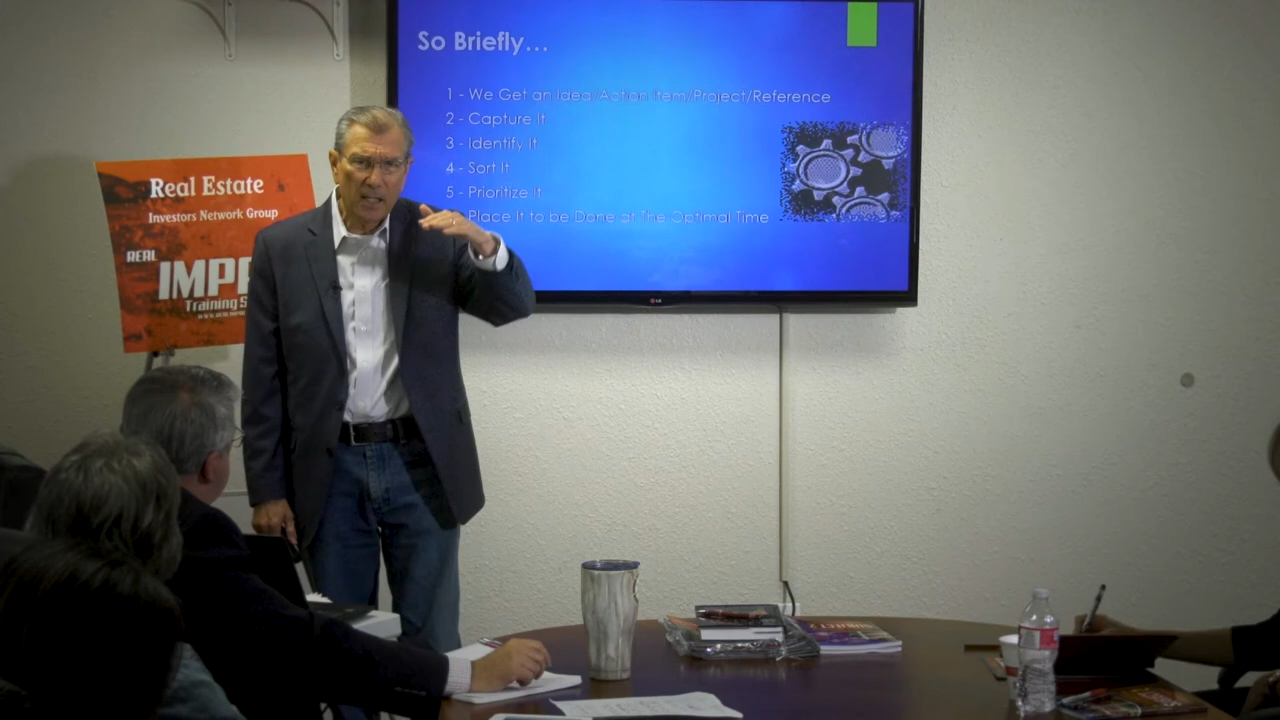 So Briefly...
1 - We Get an Idea/Action Item/Project/Reference
2 - Capture It
3 - Identify It
4 - Sort It
5 - Prioritize It
Place It to be Done at The Optimal Time
LG
Real Estate
Investors Network Group
REAL
IMP
Training S